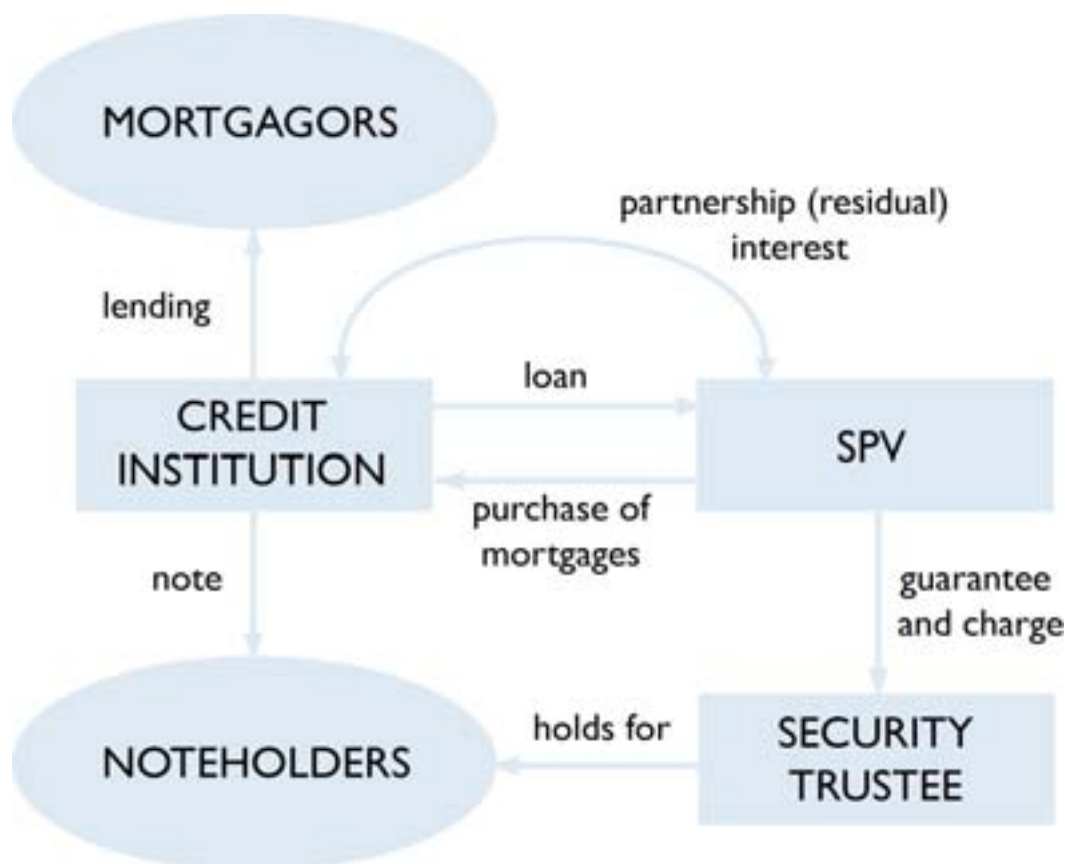 MORTGAGORS
partnership (residual)
interest
lending
loan
CREDIT
INSTITUTION
SPV
purchase of
mortgages
note
guarantee
and charge
holds for
NOTEHOLDERS
SECURITY
TRUSTEE